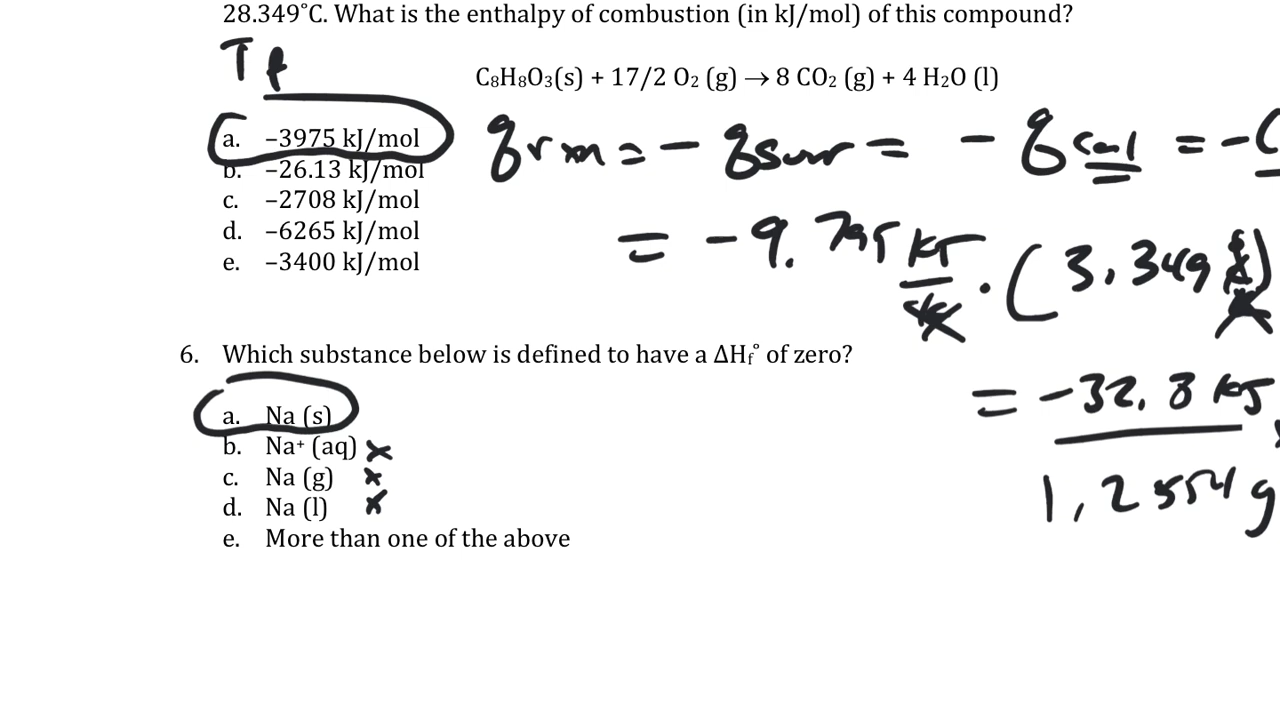 28.349°C. What is the enthalpy of combustion (in kJ/mol) of this compound?
Tf
C₈H₈O₃(s) + 17/2 O₂ (g) → 8 CO₂ (g) + 4 H₂O (l)
a. –3975 kJ/mol
qrxn = - qsurr = - qcal = -C
b. –26.13 kJ/mol
c. –2708 kJ/mol
d. –6265 kJ/mol
= -9.795 kJ · (3.349
e. –3400 kJ/mol
6. Which substance below is defined to have a ΔHf° of zero?
= -32.8 kJ
1.2554 g
a. Na (s)
b. Na⁺ (aq) x
c. Na (g) x
d. Na (l) x
e. More than one of the above